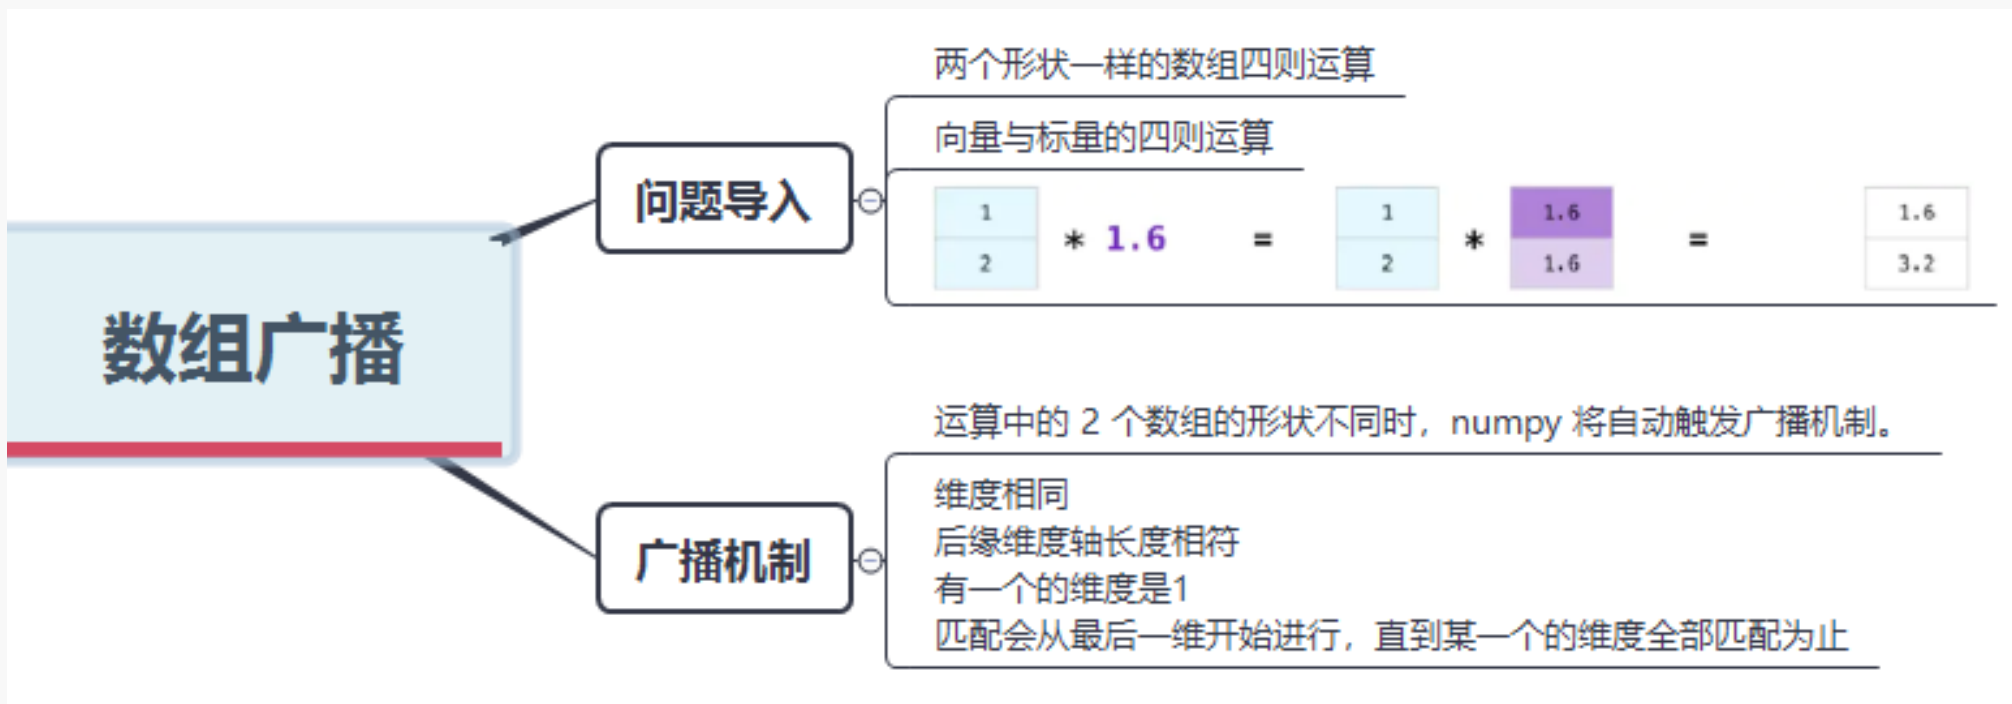 数组广播
问题导入
两个形状一样的数组四则运算
向量与标量的四则运算
1
2
* 1.6
=
1
2
*
1.6
1.6
=
1.6
3.2
广播机制
运算中的 2 个数组的形状不同时，numpy 将自动触发广播机制。
维度相同
后缘维度轴长度相符
有一个的维度是1
匹配会从最后一维开始进行，直到某一个的维度全部匹配为止